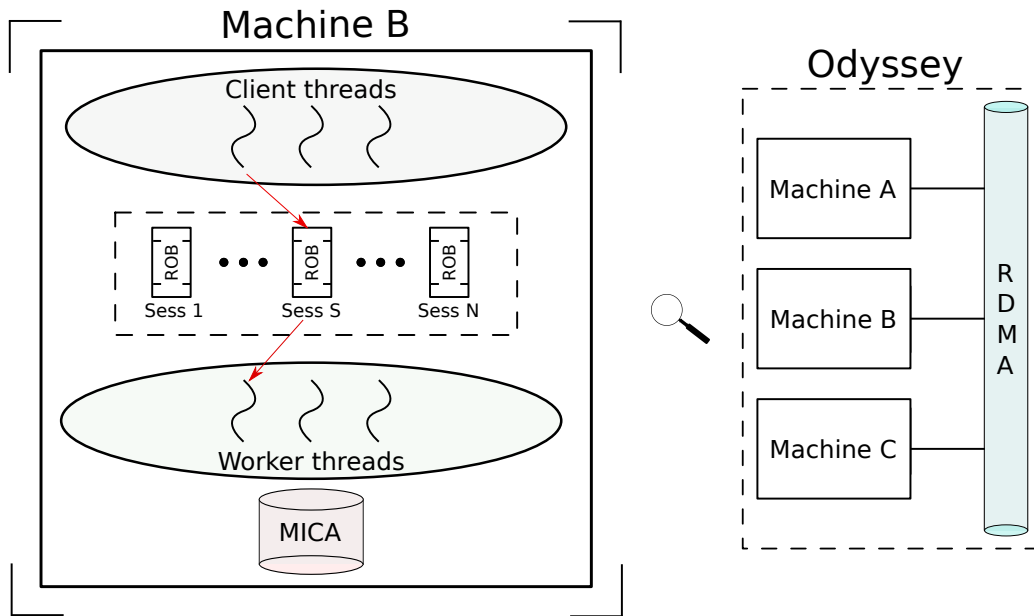 Machine B
Client threads
ROB ROB ROB
Sess 1 Sess S Sess N
Worker threads
MICA
Odyssey
Machine A
Machine B
Machine C
R
D
M
A